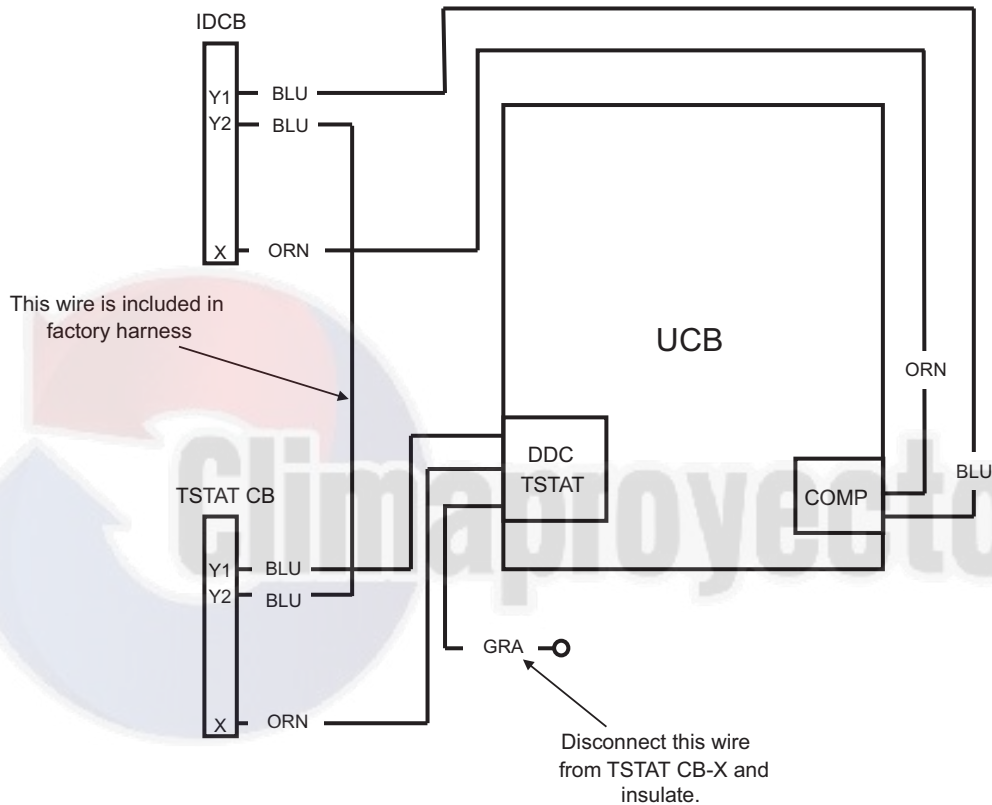 IDCB
Y1 BLU
Y2 BLU
X ORN
This wire is included in
factory harness
UCB
ORN
BLU
DDC
TSTAT
COMP
TSTAT CB
Y1 BLU
Y2 BLU
X ORN
GRA
Disconnect this wire
from TSTAT CB-X and
insulate.
Climaproyecto